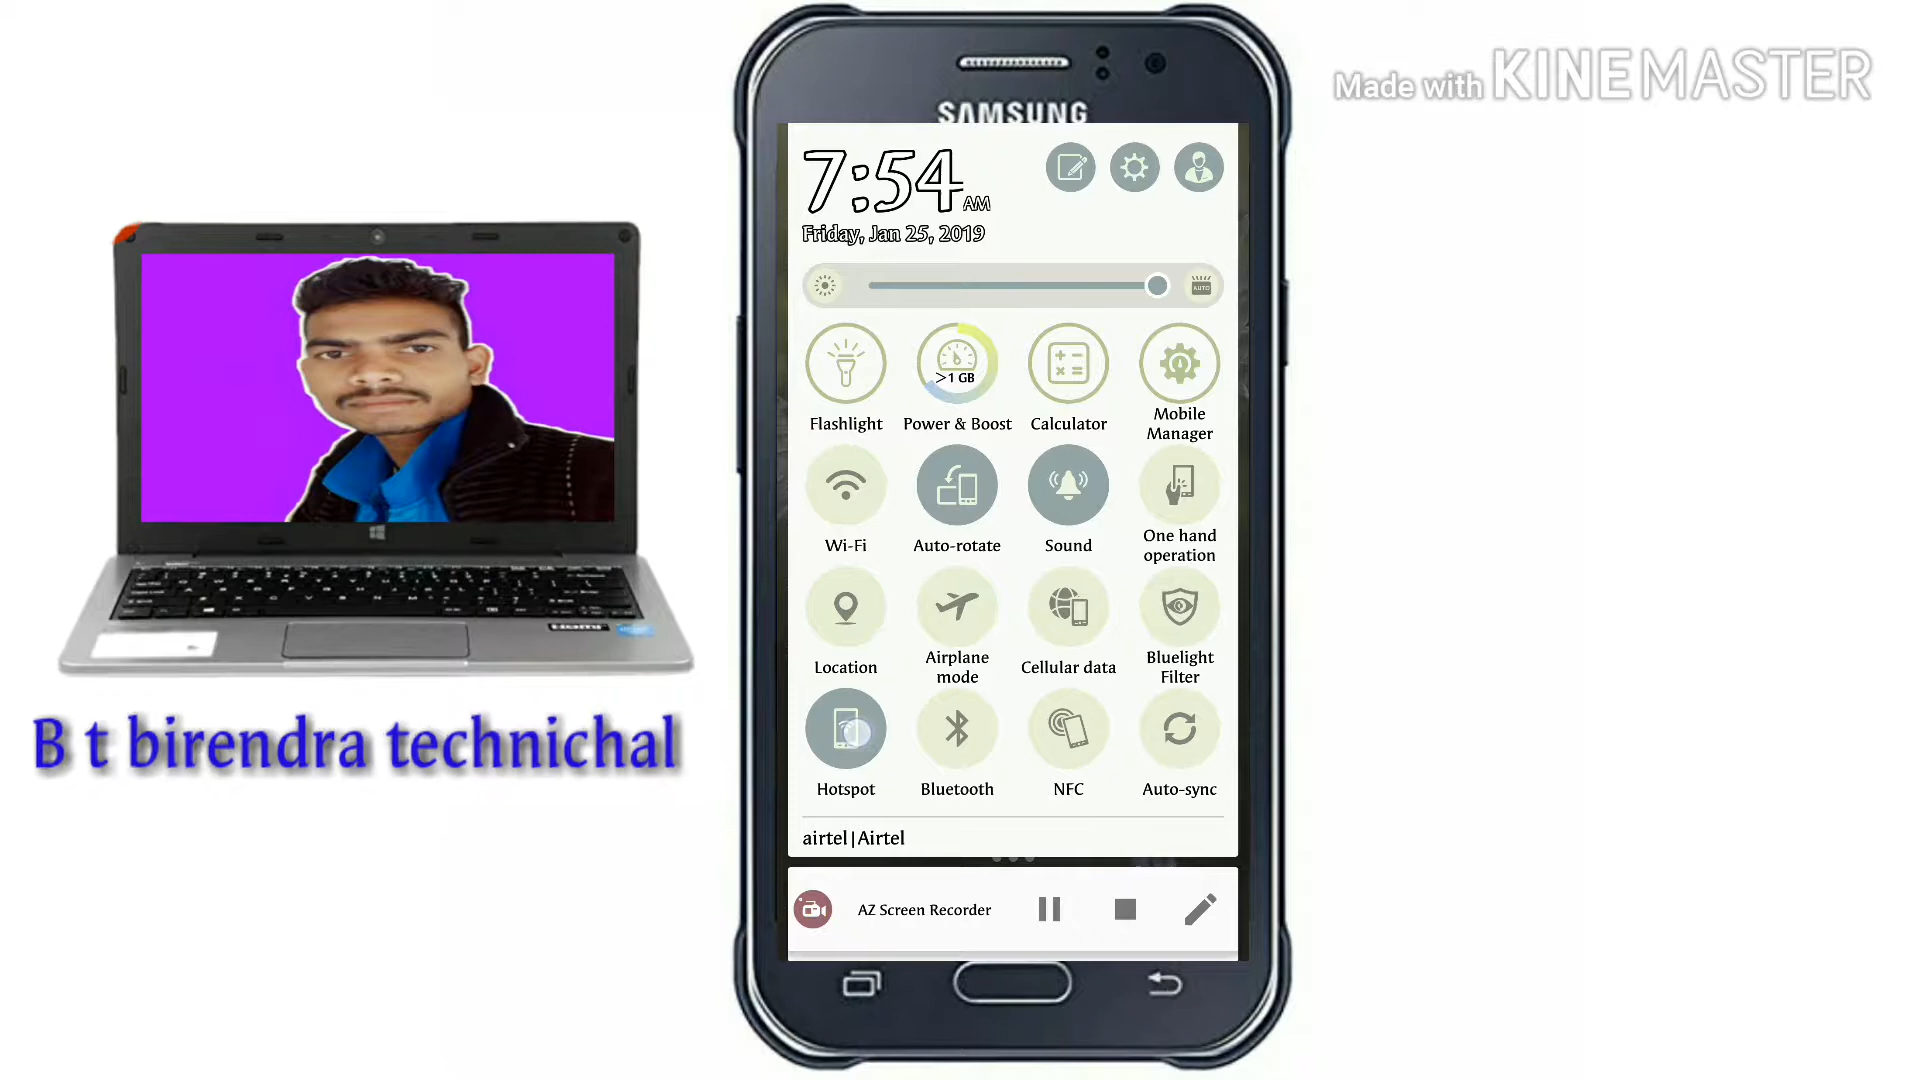 Made with KINEMASTER
SAMSUNG
7:54 AM
Friday, Jan 25, 2019
AUTO
>1 GB
Flashlight
Power & Boost
Calculator
Mobile
Manager
Wi-Fi
Auto-rotate
Sound
One hand
operation
Location
Airplane
mode
Cellular data
Bluelight
Filter
Hotspot
Bluetooth
NFC
Auto-sync
airtel|Airtel
AZ Screen Recorder
B t birendra technichal